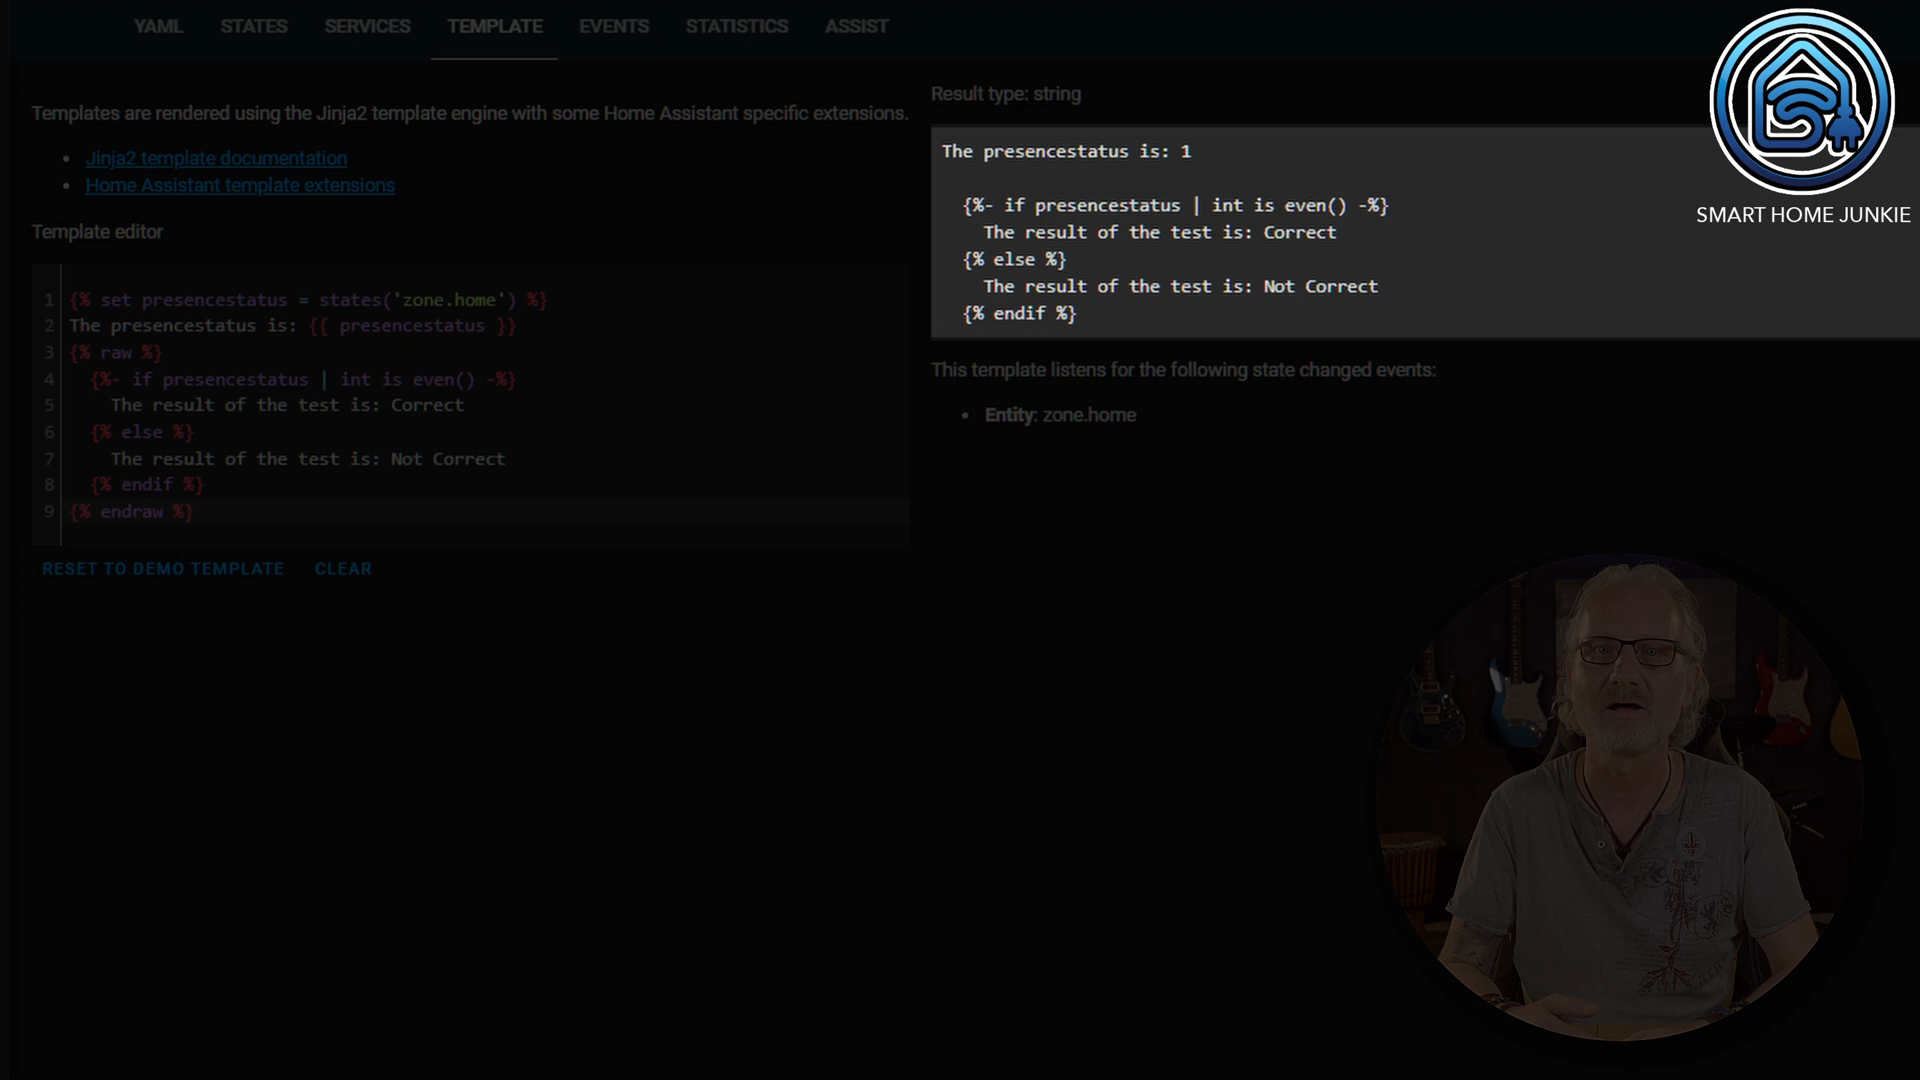 YAML STATES SERVICES TEMPLATE EVENTS STATISTICS ASSIST
SMART HOME JUNKIE
Templates are rendered using the Jinja2 template engine with some Home Assistant specific extensions.
• Jinja2 template documentation
• Home Assistant template extensions
Template editor
1 {% set presencestatus = states('zone.home') %}
2 The presencestatus is: {{ presencestatus }}
3 {% raw %}
4 {%- if presencestatus | int is even() -%}
5 The result of the test is: Correct
6 {% else %}
7 The result of the test is: Not Correct
8 {% endif %}
9 {% endraw %}
RESET TO DEMO TEMPLATE CLEAR
Result type: string
The presencestatus is: 1
{%- if presencestatus | int is even() -%}
The result of the test is: Correct
{% else %}
The result of the test is: Not Correct
{% endif %}
This template listens for the following state changed events:
• Entity: zone.home